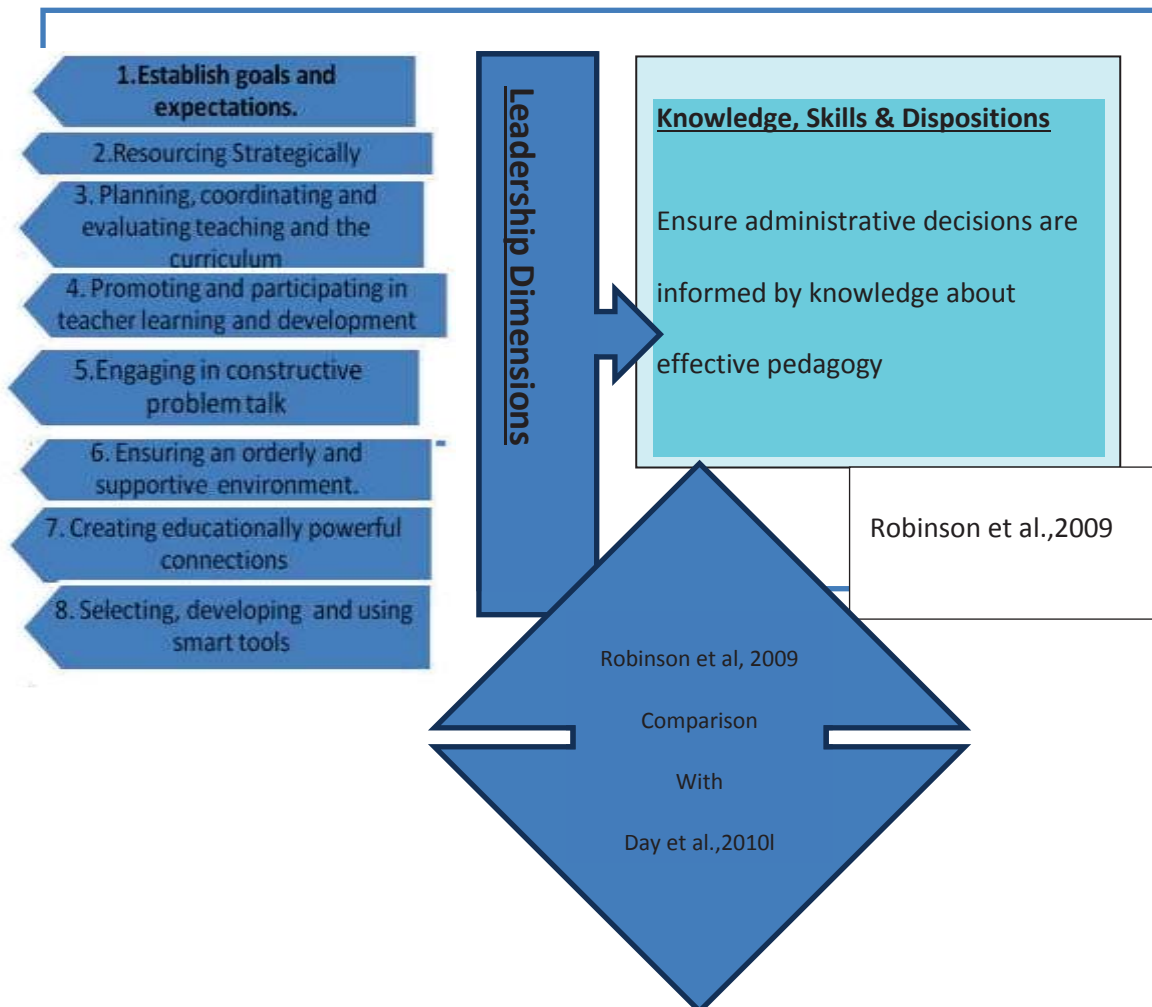 1.Establish goals and
expectations.
2.Resourcing Strategically
3. Planning, coordinating and
evaluating teaching and the
curriculum
4. Promoting and participating in
teacher learning and development
5.Engaging in constructive
problem talk
6. Ensuring an orderly and
supportive environment.
7. Creating educationally powerful
connections
8. Selecting, developing and using
smart tools
Leadership Dimensions
Knowledge, Skills & Dispositions
Ensure administrative decisions are
informed by knowledge about
effective pedagogy
Robinson et al.,2009
Robinson et al, 2009
Comparison
With
Day et al.,2010l